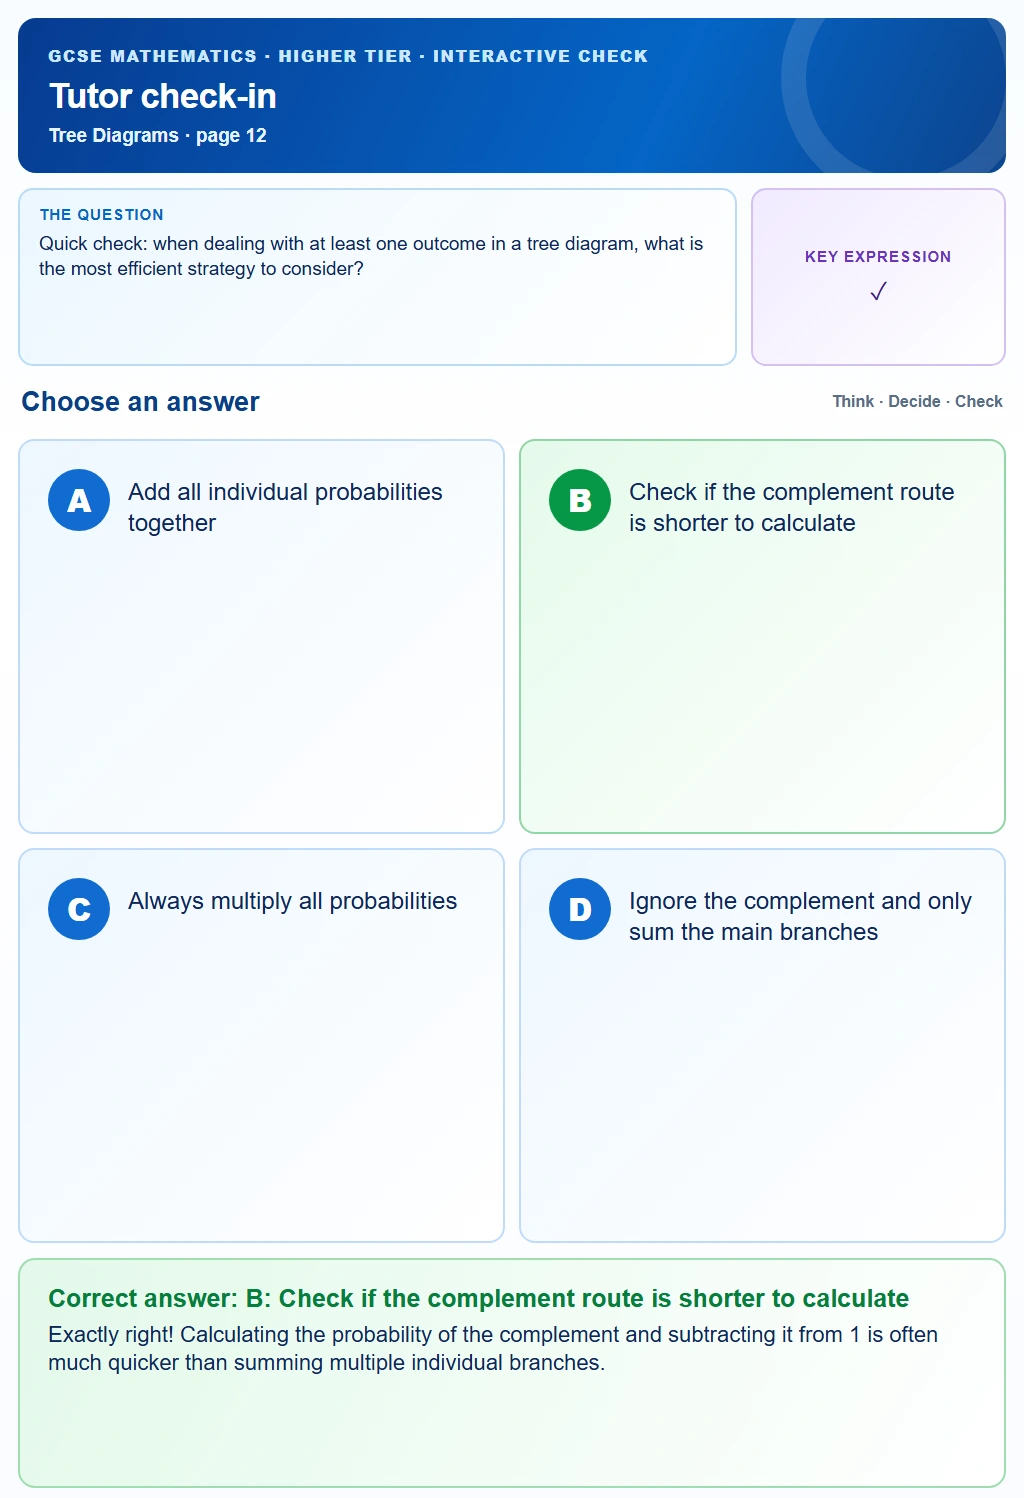 GCSE MATHEMATICS · HIGHER TIER · INTERACTIVE CHECK
Tutor check-in
Tree Diagrams · page 12
THE QUESTION
Quick check: when dealing with at least one outcome in a tree diagram, what is
the most efficient strategy to consider?
KEY EXPRESSION
✓
Choose an answer
Think · Decide · Check
A
Add all individual probabilities
together
B
Check if the complement route
is shorter to calculate
C
Always multiply all probabilities
D
Ignore the complement and only
sum the main branches
Correct answer: B: Check if the complement route is shorter to calculate
Exactly right! Calculating the probability of the complement and subtracting it from 1 is often
much quicker than summing multiple individual branches.